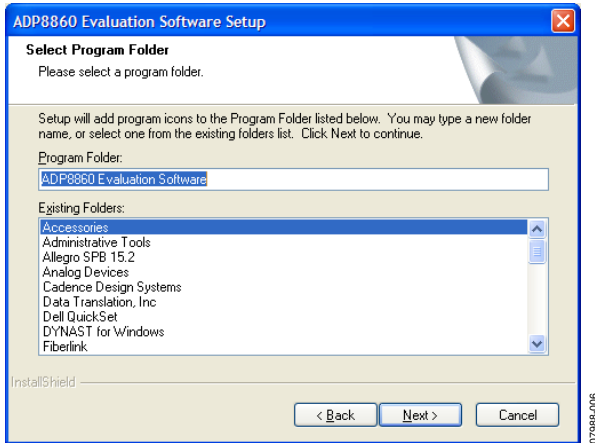 ADP8860 Evaluation Software Setup
Select Program Folder
Please select a program folder.
Setup will add program icons to the Program Folder listed below. You may type a new folder
name, or select one from the existing folders list. Click Next to continue.
Program Folder:
ADP8860 Evaluation Software
Existing Folders:
Accessories
Administrative Tools
Allegro SPB 15.2
Analog Devices
Cadence Design Systems
Data Translation, Inc
Dell QuickSet
DYNAST for Windows
Fiberlink
InstallShield
< Back
Next >
Cancel
07988-006